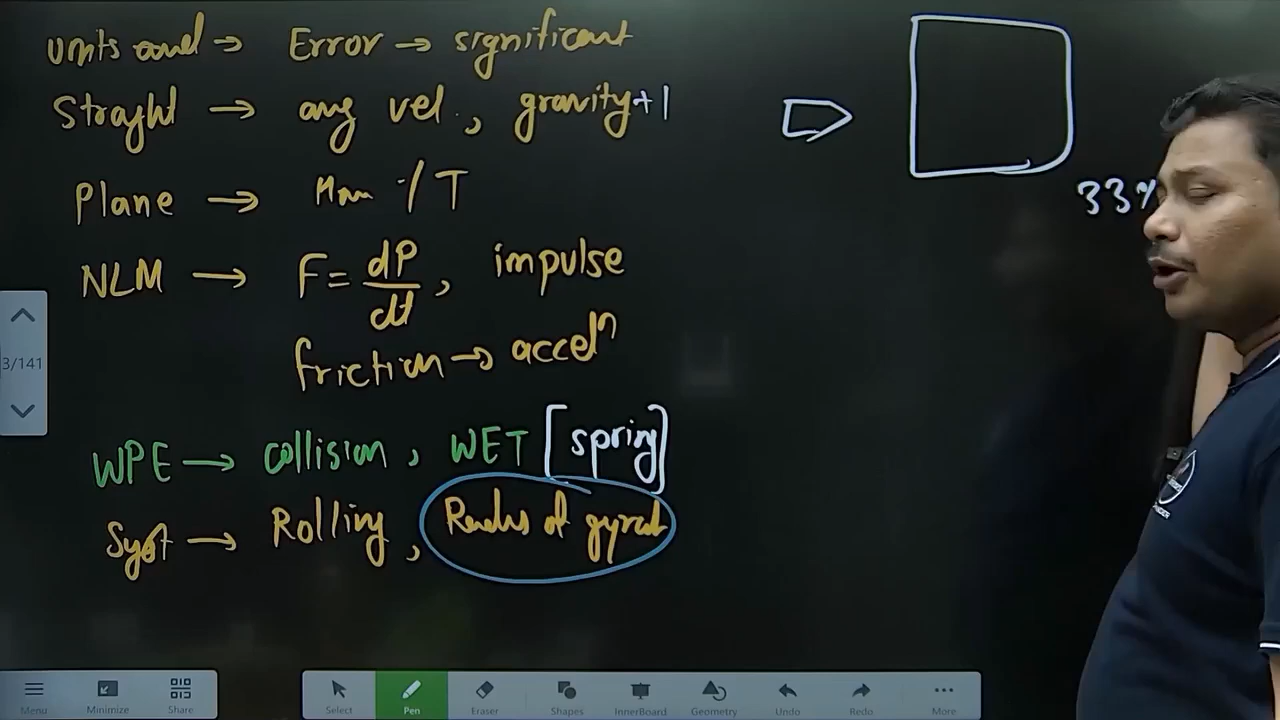 units and → Error → significant
Straght → avg vel., gravity+1
Plane → /T
33%
NLM → F = dP/dt, impulse
friction → accelⁿ
3/141
WPE → collision, WET [spring]
Syst → Rolling, Radius of gyrat
Menu Minimize Share Select Pen Eraser Shapes InnerBoard Geometry Undo Redo More